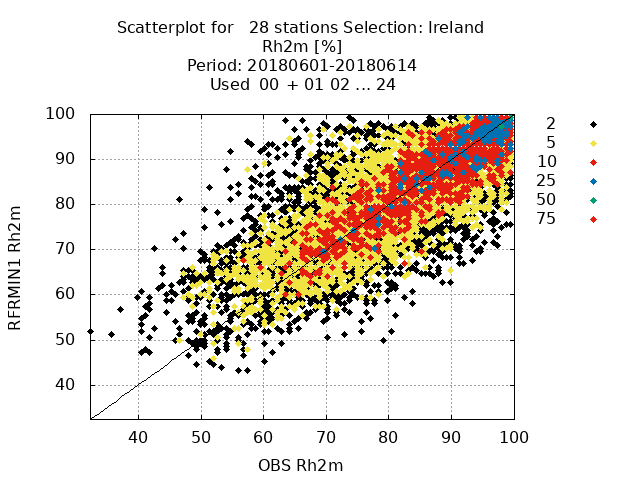 Scatterplot for 28 stations Selection: Ireland
Rh2m [%]
Period: 20180601-20180614
Used 00 + 01 02 ... 24
RFRMIN1 Rh2m
100
90
80
70
60
50
40
40 50 60 70 80 90 100
OBS Rh2m
2
5
10
25
50
75